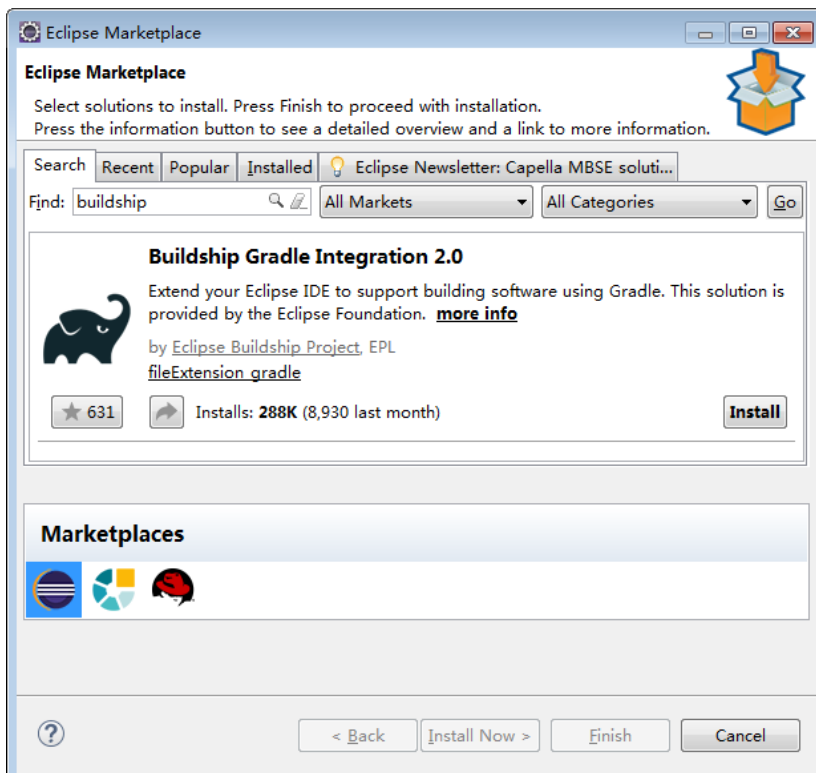 Eclipse Marketplace
Eclipse Marketplace
Select solutions to install. Press Finish to proceed with installation.
Press the information button to see a detailed overview and a link to more information.
Search Recent Popular Installed Eclipse Newsletter: Capella MBSE soluti...
Find: buildship All Markets All Categories Go
Buildship Gradle Integration 2.0
Extend your Eclipse IDE to support building software using Gradle. This solution is
provided by the Eclipse Foundation. more info
by Eclipse Buildship Project, EPL
fileExtension_gradle
631 Installs: 288K (8,930 last month) Install
Marketplaces
? < Back Install Now > Finish Cancel